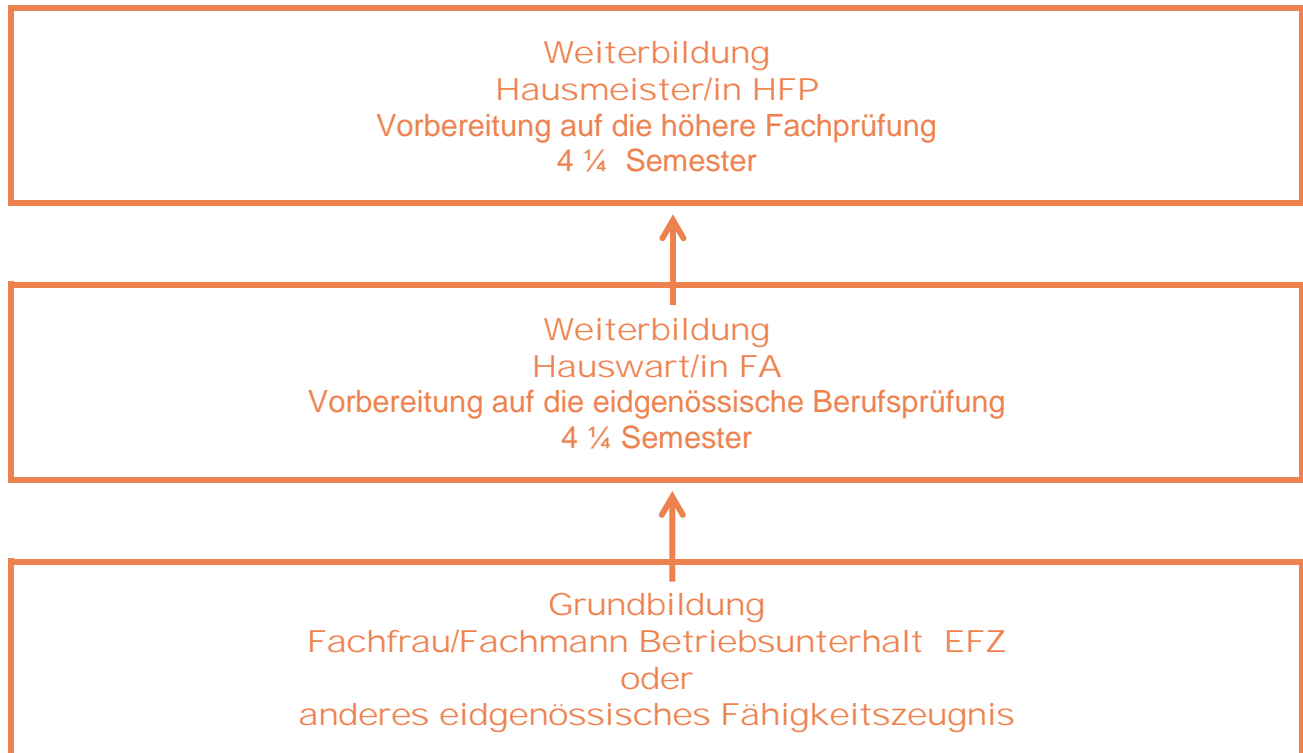 Weiterbildung
Hausmeister/in HFP
Vorbereitung auf die höhere Fachprüfung
4 ¼ Semester
Weiterbildung
Hauswart/in FA
Vorbereitung auf die eidgenössische Berufsprüfung
4 ¼ Semester
Grundbildung
Fachfrau/Fachmann Betriebsunterhalt EFZ
oder
anderes eidgenössisches Fähigkeitszeugnis